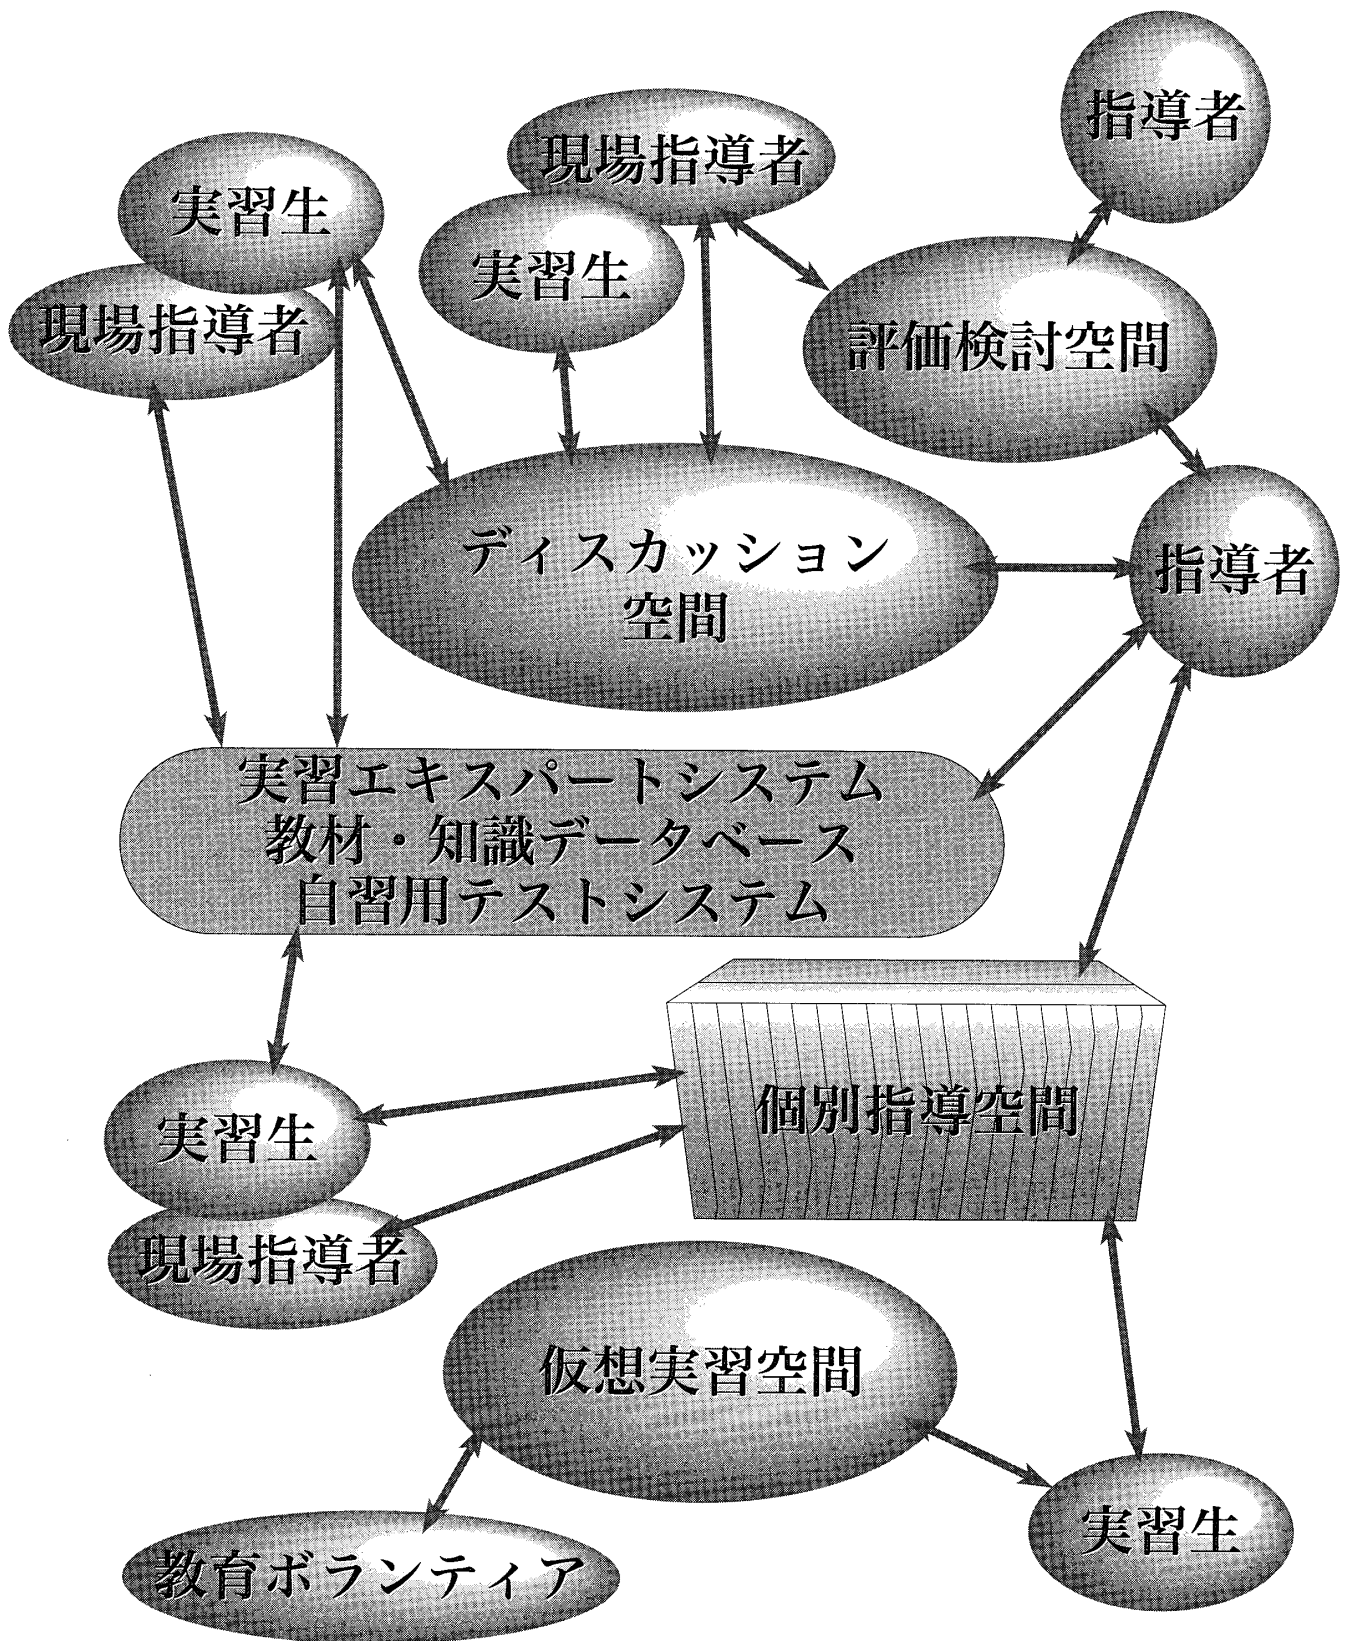 指導者
現場指導者
実習生
実習生
現場指導者
評価検討空間
ディスカッション
空間
指導者
実習エキスパートシステム
教材・知識データベース
自習用テストシステム
個別指導空間
実習生
現場指導者
仮想実習空間
実習生
教育ボランティア